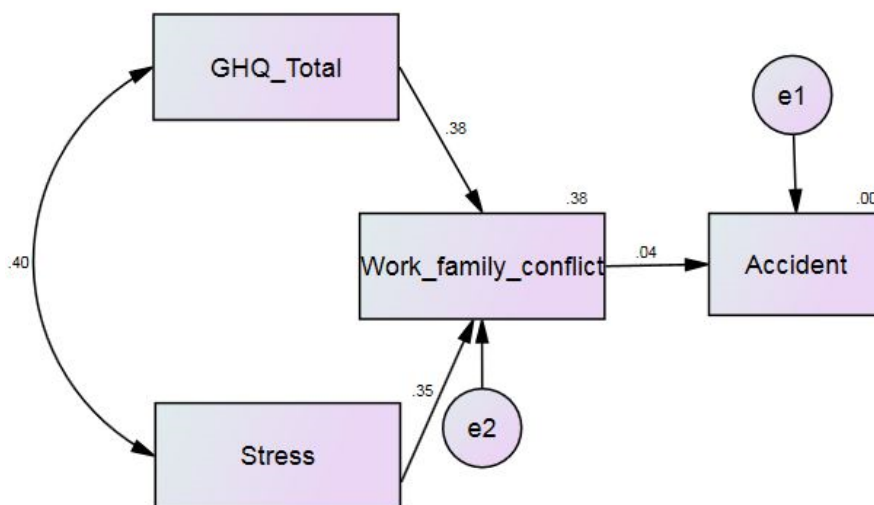 GHQ_Total
e1
.38
.38
.00
.40
Work_family_conflict
.04
Accident
.35
e2
Stress